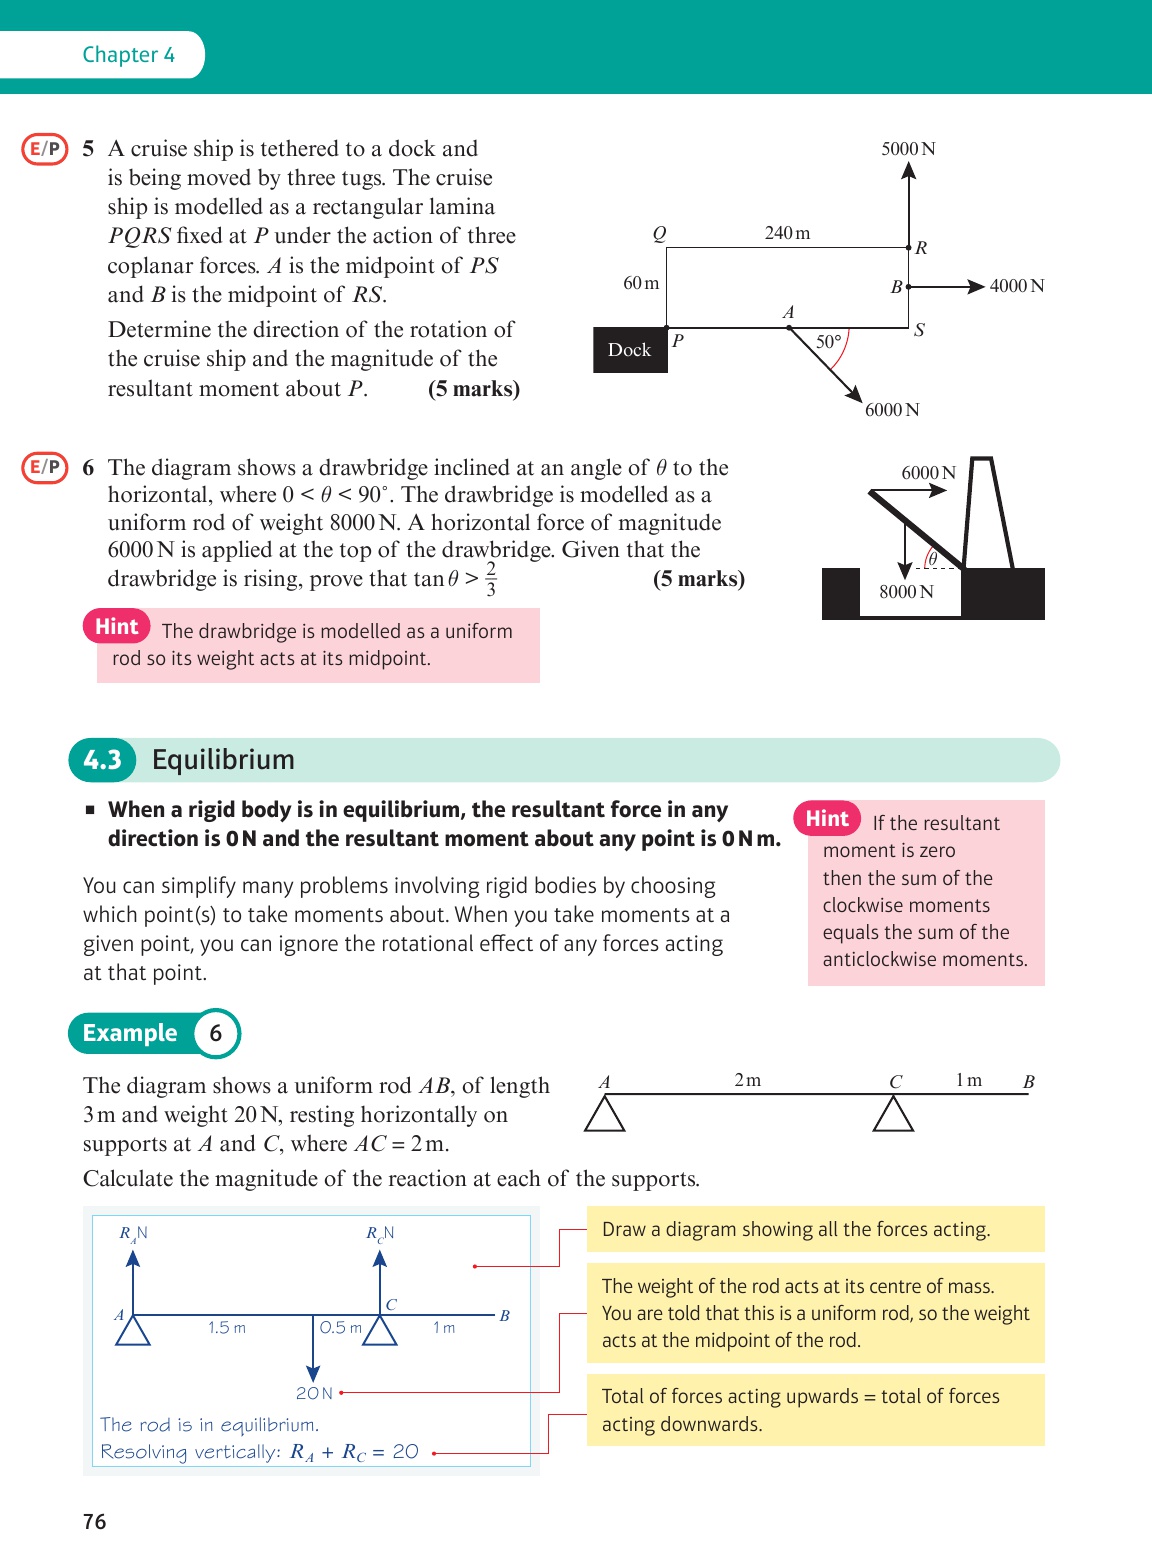 Chapter 4
E/P
5 A cruise ship is tethered to a dock and
is being moved by three tugs. The cruise
ship is modelled as a rectangular lamina
PQRS fixed at P under the action of three
coplanar forces. A is the midpoint of PS
and B is the midpoint of RS.
Determine the direction of the rotation of
the cruise ship and the magnitude of the
resultant moment about P. (5 marks)
5000 N
Q
240 m
R
60 m
B
4000 N
A
S
P
50°
Dock
6000 N
E/P
6 The diagram shows a drawbridge inclined at an angle of θ to the
horizontal, where 0 < θ < 90°. The drawbridge is modelled as a
uniform rod of weight 8000 N. A horizontal force of magnitude
6000 N is applied at the top of the drawbridge. Given that the
drawbridge is rising, prove that tan θ > 2/3 (5 marks)
6000 N
θ
8000 N
Hint The drawbridge is modelled as a uniform
rod so its weight acts at its midpoint.
4.3 Equilibrium
■ When a rigid body is in equilibrium, the resultant force in any
direction is 0 N and the resultant moment about any point is 0 N m.
You can simplify many problems involving rigid bodies by choosing
which point(s) to take moments about. When you take moments at a
given point, you can ignore the rotational effect of any forces acting
at that point.
Hint If the resultant
moment is zero
then the sum of the
clockwise moments
equals the sum of the
anticlockwise moments.
Example 6
The diagram shows a uniform rod AB, of length
3 m and weight 20 N, resting horizontally on
supports at A and C, where AC = 2 m.
Calculate the magnitude of the reaction at each of the supports.
A 2 m C 1 m B
R_A N R_C N
A C B
1.5 m 0.5 m 1 m
20 N
The rod is in equilibrium.
Resolving vertically: R_A + R_C = 20
Draw a diagram showing all the forces acting.
The weight of the rod acts at its centre of mass.
You are told that this is a uniform rod, so the weight
acts at the midpoint of the rod.
Total of forces acting upwards = total of forces
acting downwards.
76